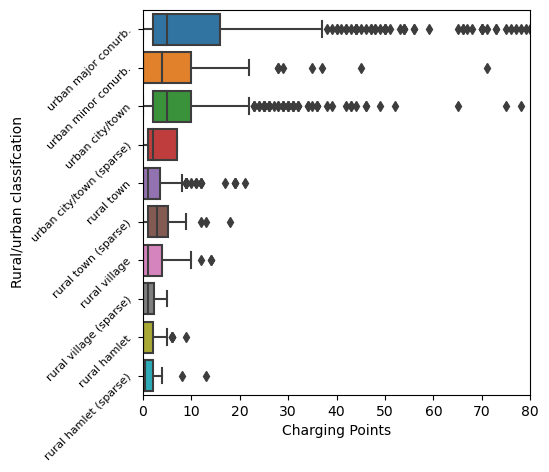 Rural/urban classifcation
urban major conurb.
urban minor conurb.
urban city/town
urban city/town (sparse)
rural town
rural town (sparse)
rural village
rural village (sparse)
rural hamlet
rural hamlet (sparse)
0 10 20 30 40 50 60 70 80
Charging Points